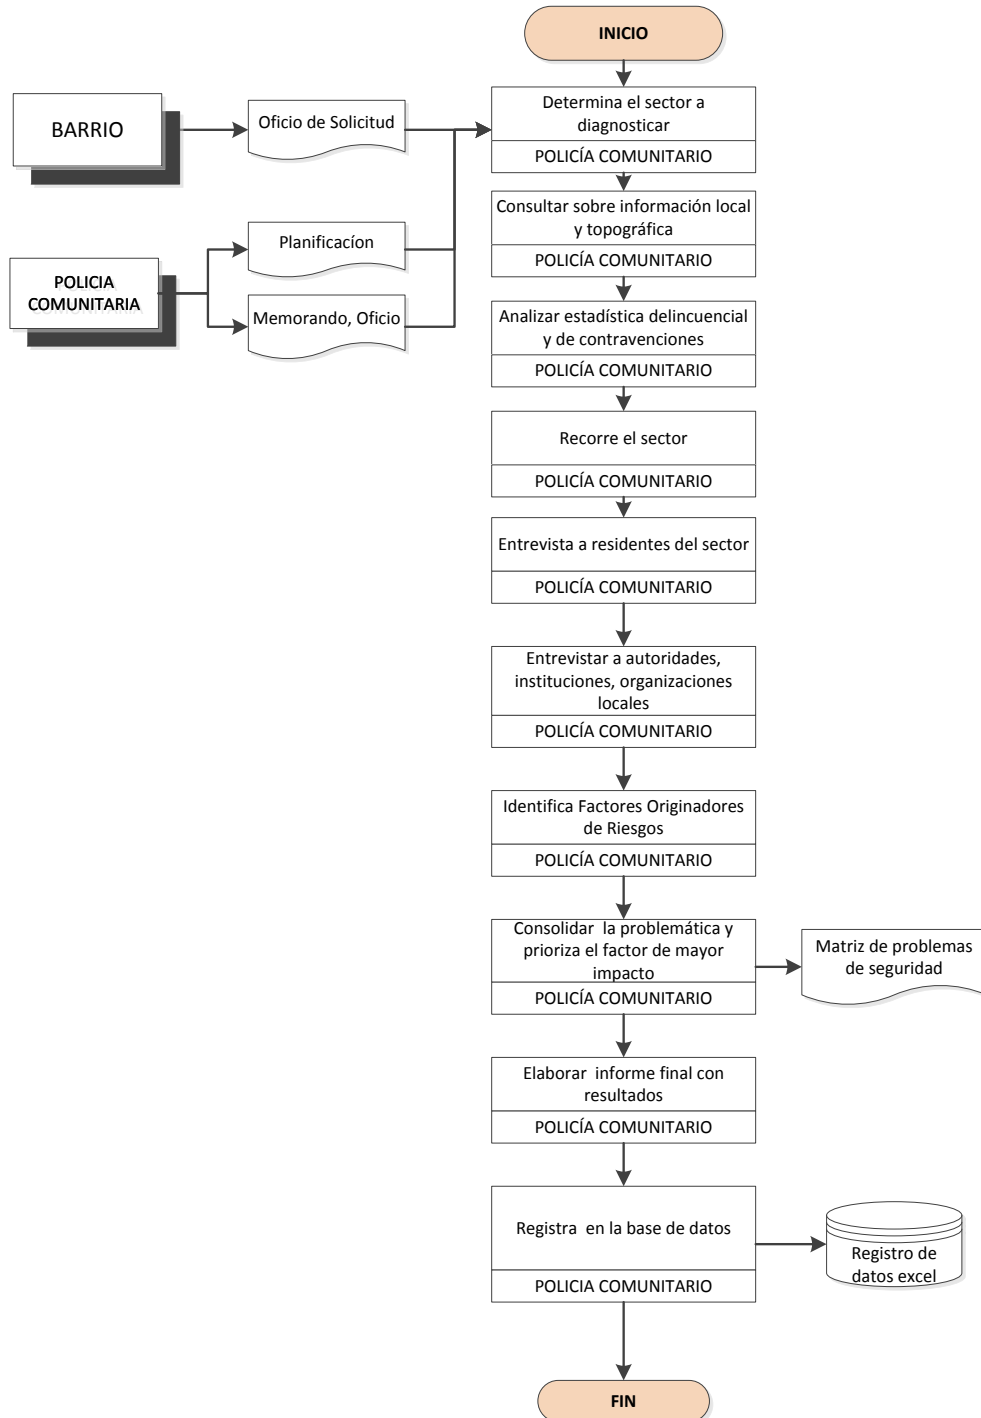 INICIO
Determina el sector a
diagnosticar
POLICÍA COMUNITARIO
BARRIO
Oficio de Solicitud
Planificacíon
POLICIA
COMUNITARIA
Memorando, Oficio
Consultar sobre información local
y topográfica
POLICÍA COMUNITARIO
Analizar estadística delincuencial
y de contravenciones
POLICÍA COMUNITARIO
Recorre el sector
POLICÍA COMUNITARIO
Entrevista a residentes del sector
POLICÍA COMUNITARIO
Entrevistar a autoridades,
instituciones, organizaciones
locales
POLICÍA COMUNITARIO
Identifica Factores Originadores
de Riesgos
POLICÍA COMUNITARIO
Consolidar  la problemática y
prioriza el factor de mayor
impacto
POLICÍA COMUNITARIO
Matriz de problemas
de seguridad
Elaborar  informe final con
resultados
POLICÍA COMUNITARIO
Registra  en la base de datos
POLICIA COMUNITARIO
Registro de
datos excel
FIN